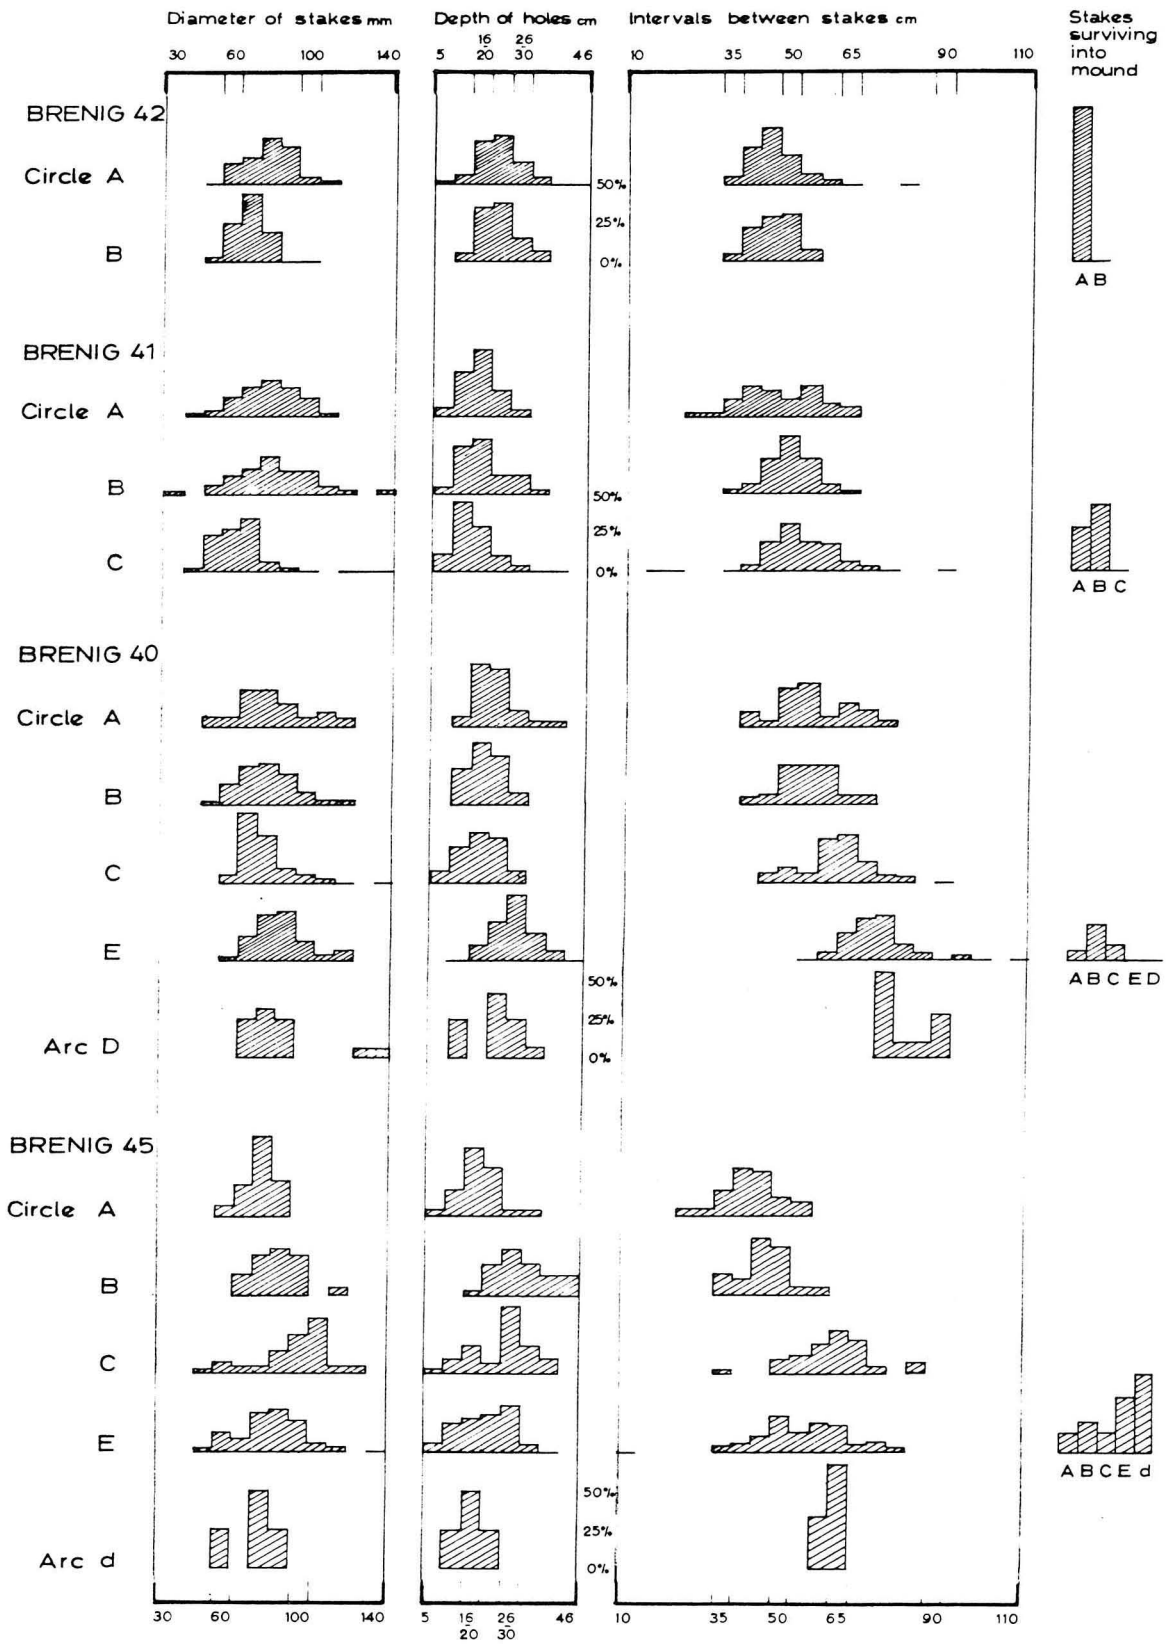 Diameter of stakes mm Depth of holes cm Intervals between stakes cm Stakes
surviving
into
mound
16 26
30 60 100 140 5 20 30 46 10 35 50 65 90 110
BRENIG 42
Circle A
50%
25%
B
0%
A B
BRENIG 41
Circle A
B
50%
25%
C
0%
A B C
BRENIG 40
Circle A
B
C
E
A B C E D
50%
25%
Arc D
0%
BRENIG 45
Circle A
B
C
E
A B C E d
50%
25%
Arc d
0%
30 60 100 140 5 16 26 46 10 35 50 65 90 110
20 30